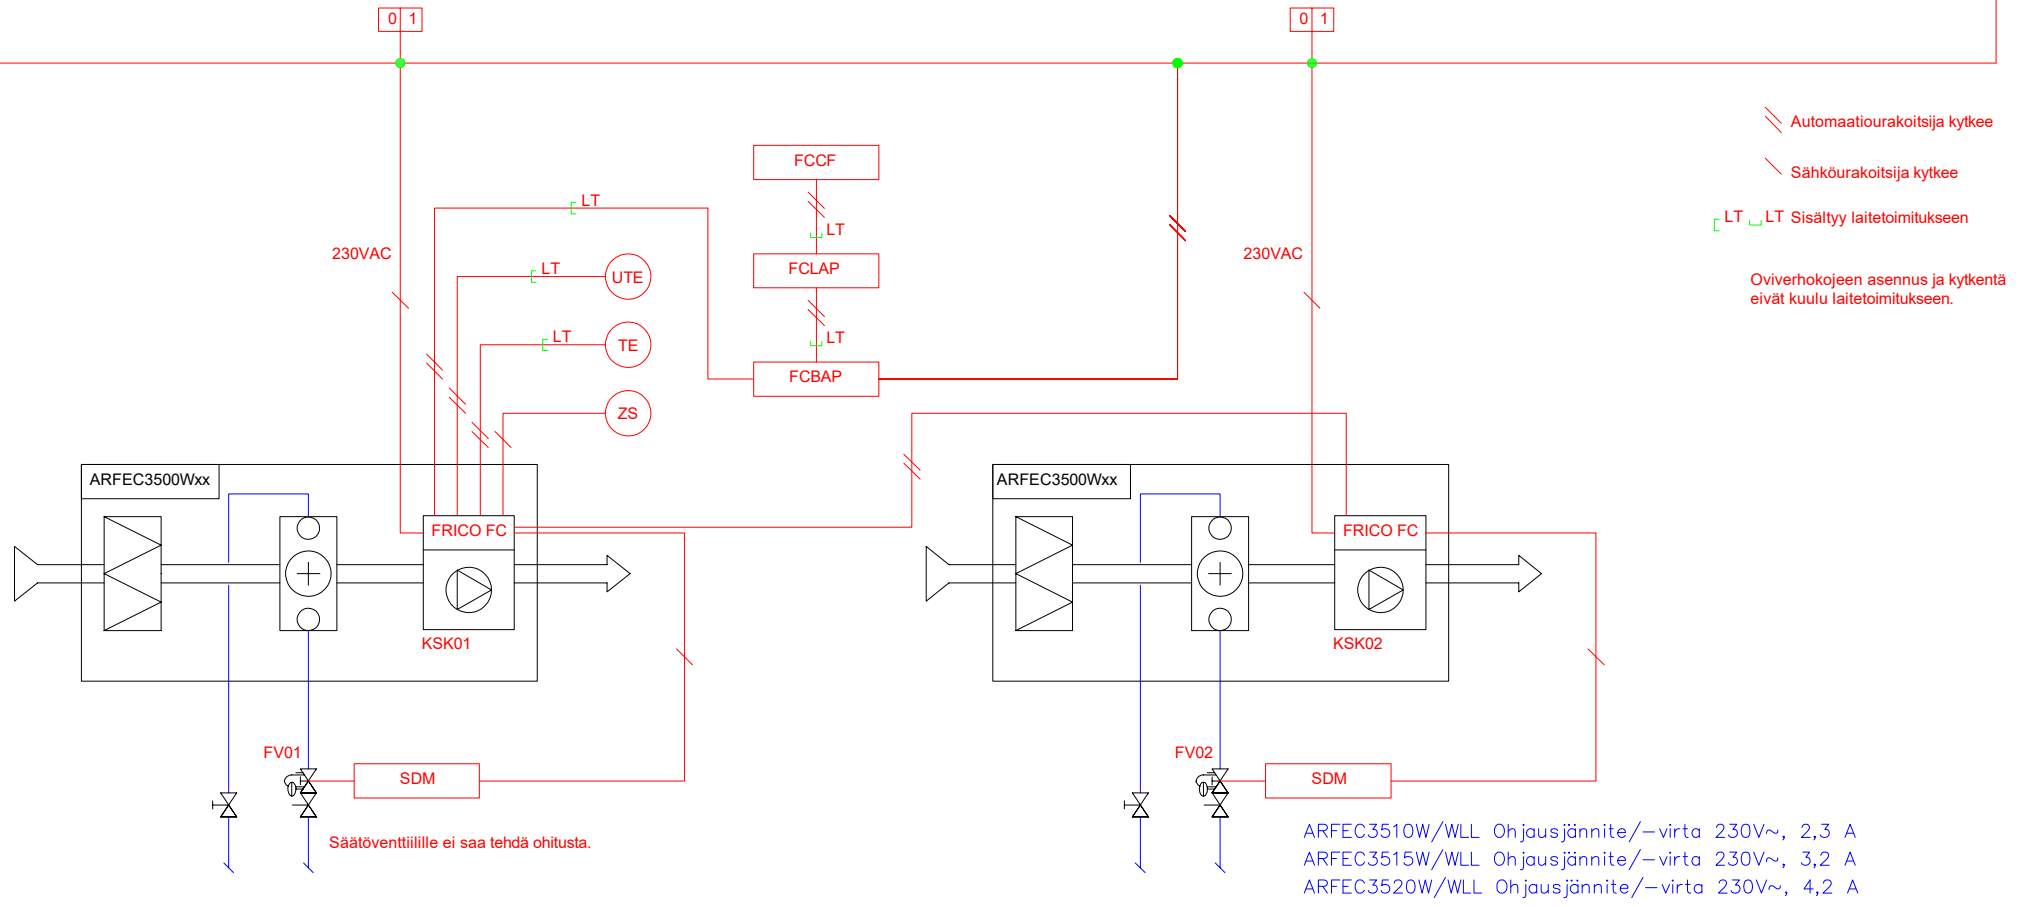 0 1
0 1
Automaatiourakoitsija kytkee
FCCF
Sähköurakoitsija kytkee
LT
LT LT Sisältyy laitetoimitukseen
LT
230VAC
230VAC
FCLAP
LT
UTE
Oviverhokojeen asennus ja kytkentä
eivät kuulu laitetoimitukseen.
LT
TE
LT
FCBAP
ZS
ARFEC3500Wxx
ARFEC3500Wxx
FRICO FC
FRICO FC
KSK01
KSK02
FV01
FV02
SDM
SDM
Säätöventtiilille ei saa tehdä ohitusta.
ARFEC3510W/WLL Ohjausjännite/-virta 230V~, 2,3 A
ARFEC3515W/WLL Ohjausjännite/-virta 230V~, 3,2 A
ARFEC3520W/WLL Ohjausjännite/-virta 230V~, 4,2 A